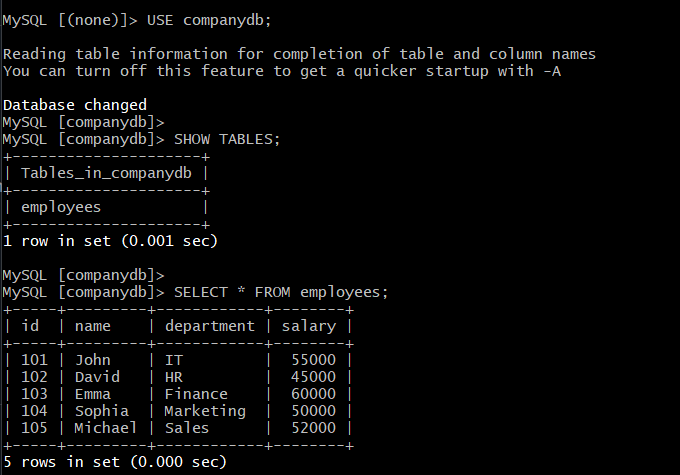 MySQL [(none)]> USE companydb;
Reading table information for completion of table and column names
You can turn off this feature to get a quicker startup with -A
Database changed
MySQL [companydb]>
MySQL [companydb]> SHOW TABLES;
+---------------------+
| Tables_in_companydb |
+---------------------+
| employees           |
+---------------------+
1 row in set (0.001 sec)
MySQL [companydb]>
MySQL [companydb]> SELECT * FROM employees;
+-----+---------+------------+--------+
| id  | name    | department | salary |
+-----+---------+------------+--------+
| 101 | John    | IT         |  55000 |
| 102 | David   | HR         |  45000 |
| 103 | Emma    | Finance    |  60000 |
| 104 | Sophia  | Marketing  |  50000 |
| 105 | Michael | Sales      |  52000 |
+-----+---------+------------+--------+
5 rows in set (0.000 sec)